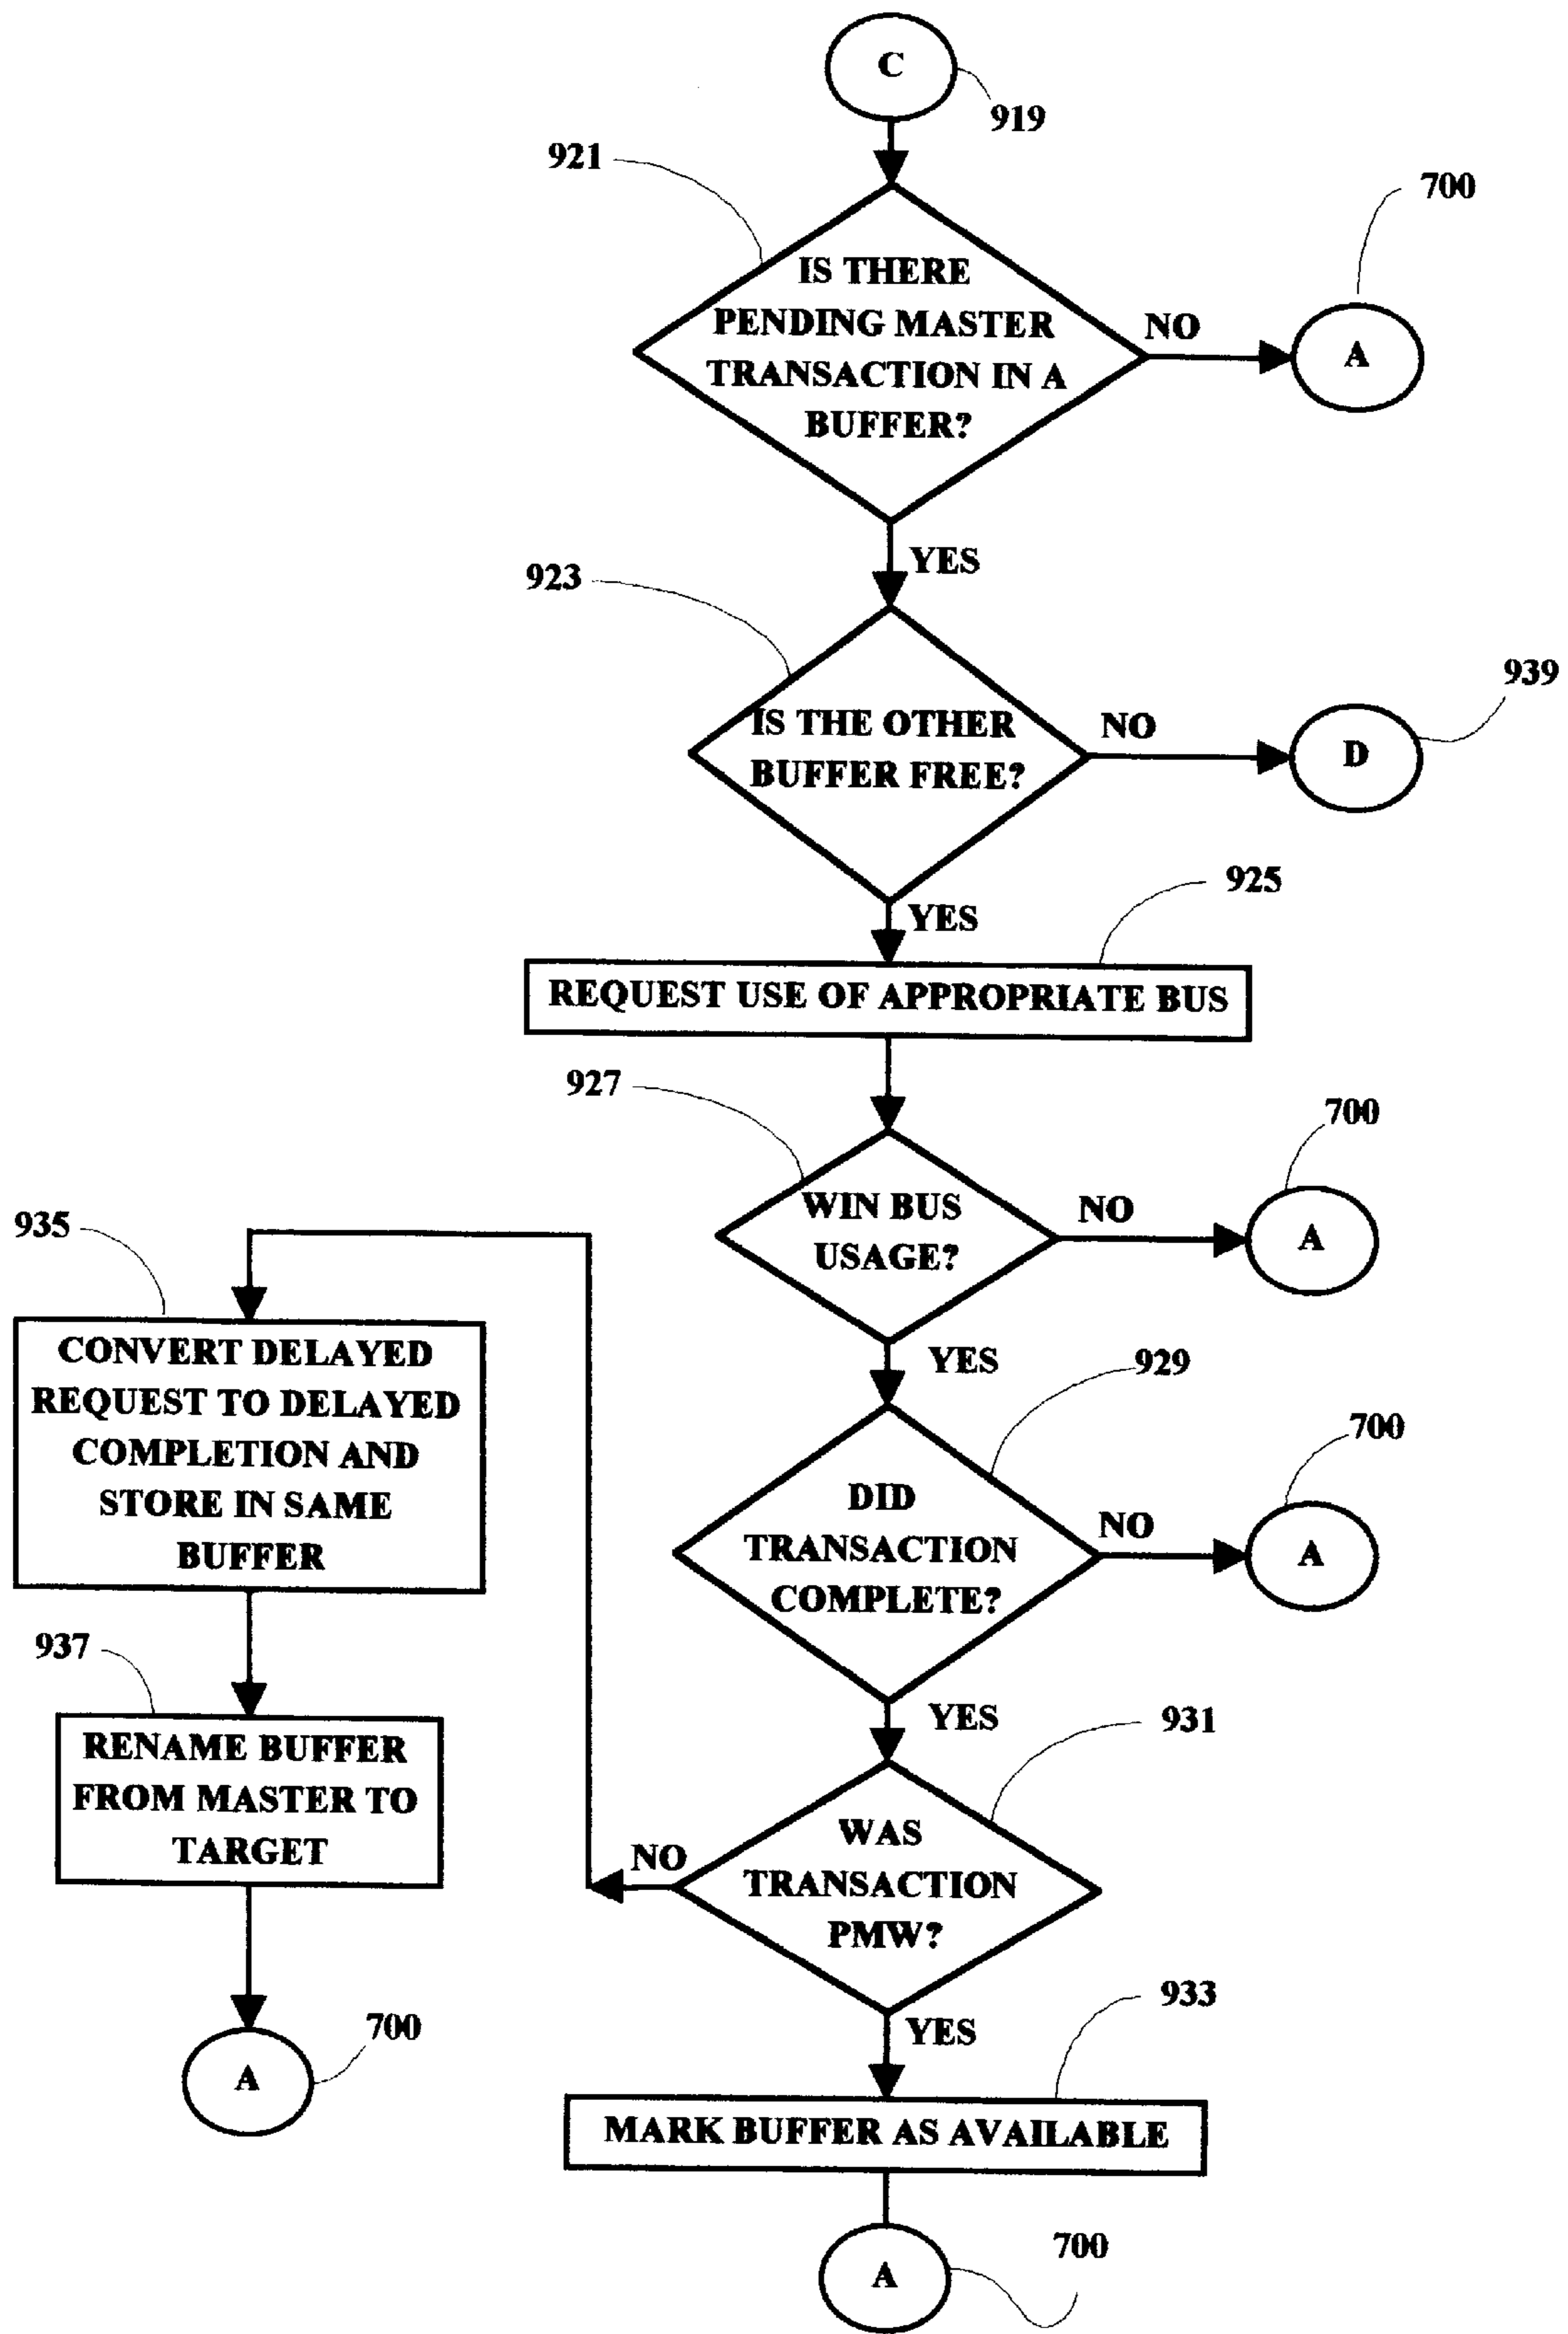 C
919
921
700
IS THERE
PENDING MASTER
TRANSACTION IN A
BUFFER?
NO
A
YES
923
939
IS THE OTHER
BUFFER FREE?
NO
D
YES
925
REQUEST USE OF APPROPRIATE BUS
927
700
WIN BUS
USAGE?
NO
A
YES
929
700
DID
TRANSACTION
COMPLETE?
NO
A
YES
931
WAS
TRANSACTION
PMW?
NO
935
CONVERT DELAYED
REQUEST TO DELAYED
COMPLETION AND
STORE IN SAME
BUFFER
937
RENAME BUFFER
FROM MASTER TO
TARGET
700
A
YES
933
MARK BUFFER AS AVAILABLE
700
A